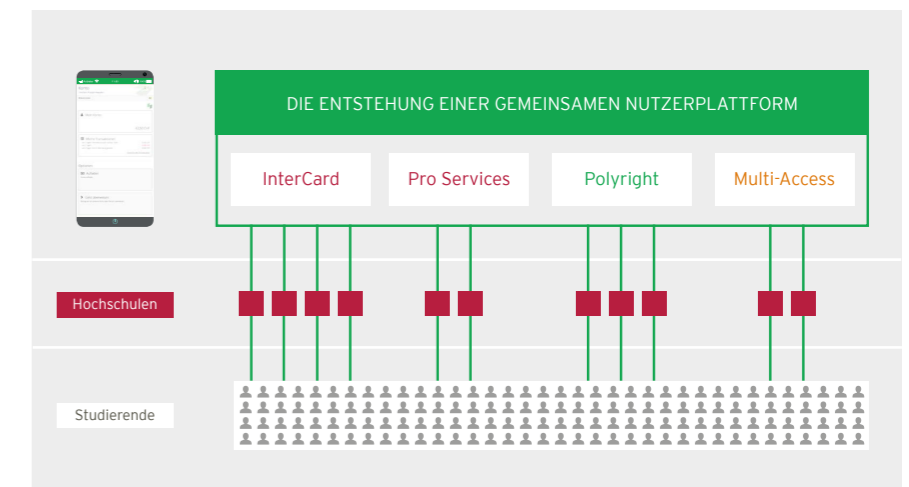 DIE ENTSTEHUNG EINER GEMEINSAMEN NUTZERPLATTFORM
InterCard
Pro Services
Polyright
Multi-Access
Hochschulen
Studierende